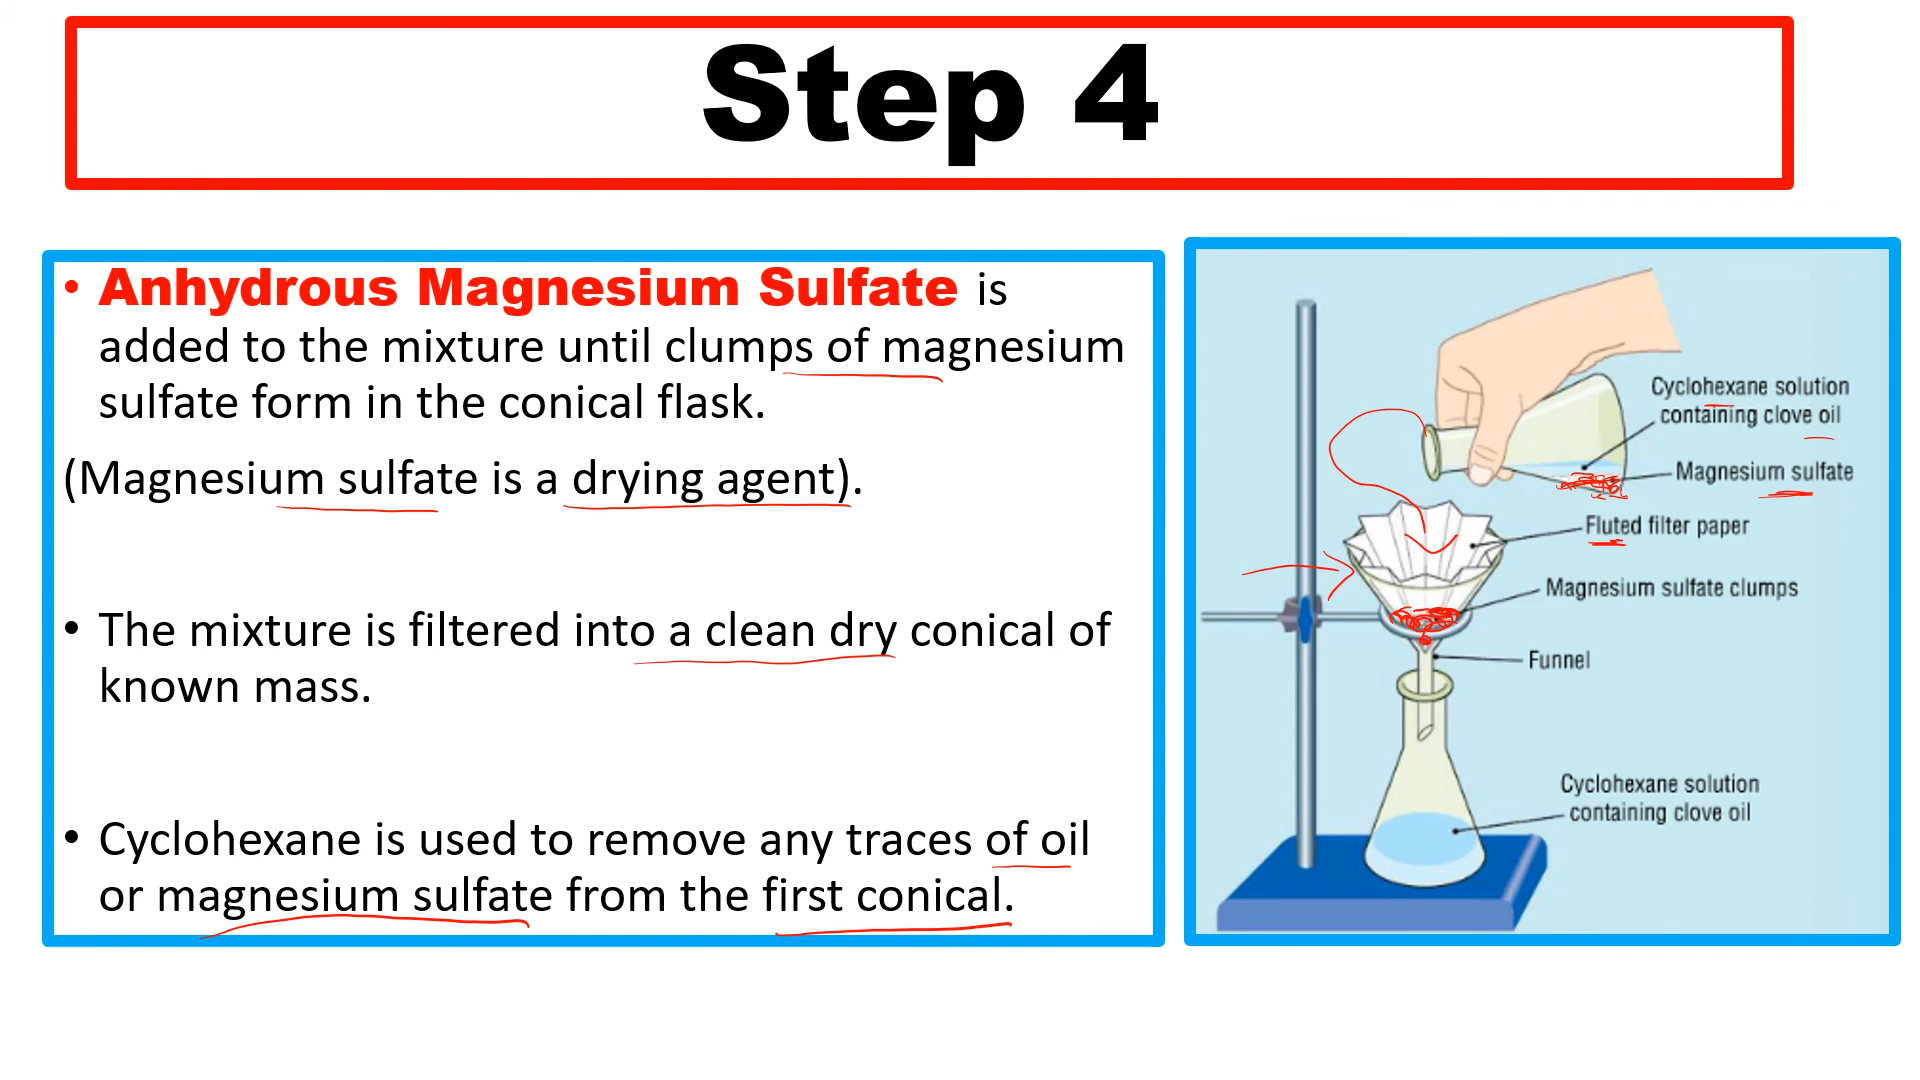 Step 4
• Anhydrous Magnesium Sulfate is
added to the mixture until clumps of magnesium
sulfate form in the conical flask.
(Magnesium sulfate is a drying agent).
• The mixture is filtered into a clean dry conical of
known mass.
• Cyclohexane is used to remove any traces of oil
or magnesium sulfate from the first conical.
Cyclohexane solution
containing clove oil
Magnesium sulfate
Fluted filter paper
Magnesium sulfate clumps
Funnel
Cyclohexane solution
containing clove oil